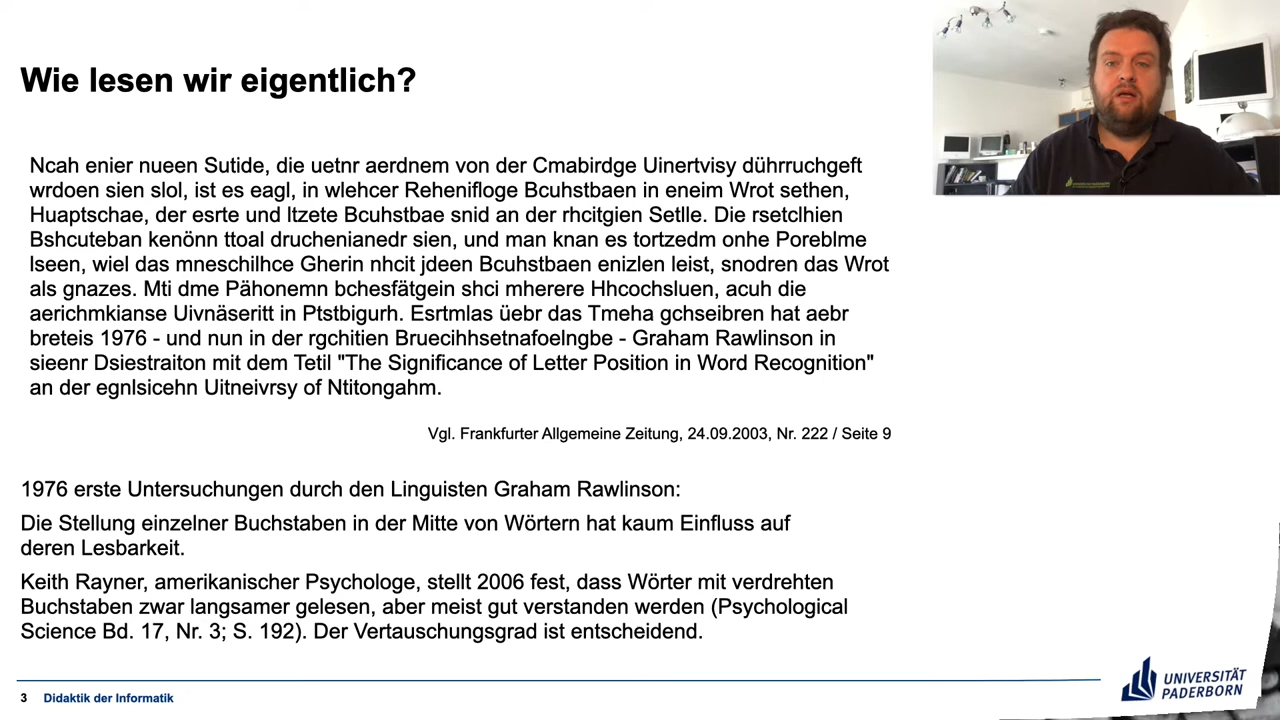 Wie lesen wir eigentlich?
Ncah enier nueen Sutide, die uetnr aerdnem von der Cmabirdge Uinertvisy dührruchgeft
wrdoen sien slol, ist es eagl, in wlehcer Rehenifloge Bcuhstbaen in eneim Wrot sethen,
Huaptschae, der esrte und ltzete Bcuhstbae snid an der rhcitgien Setlle. Die rsetclhien
Bshcuteban kenönn ttoal druchenianedr sien, und man knan es tortzedm onhe Poreblme
lseen, wiel das mneschilhce Gherin nhcit jdeen Bcuhstbaen enizlen leist, snodren das Wrot
als gnazes. Mti dme Pähonemn bchesfätgein shci mherere Hhcochsluen, acuh die
aerichmkianse Uivnäseritt in Ptstbigurh. Esrtmlas üebr das Tmeha gchseibren hat aebr
breteis 1976 - und nun in der rgchitien Bruecihhsetnafoelngbe - Graham Rawlinson in
sieenr Dsiestraiton mit dem Tetil "The Significance of Letter Position in Word Recognition"
an der egnlsicehn Uitneivrsy of Ntitongahm.
Vgl. Frankfurter Allgemeine Zeitung, 24.09.2003, Nr. 222 / Seite 9
1976 erste Untersuchungen durch den Linguisten Graham Rawlinson:
Die Stellung einzelner Buchstaben in der Mitte von Wörtern hat kaum Einfluss auf
deren Lesbarkeit.
Keith Rayner, amerikanischer Psychologe, stellt 2006 fest, dass Wörter mit verdrehten
Buchstaben zwar langsamer gelesen, aber meist gut verstanden werden (Psychological
Science Bd. 17, Nr. 3; S. 192). Der Vertauschungsgrad ist entscheidend.
3 Didaktik der Informatik
UNIVERSITÄT
PADERBORN